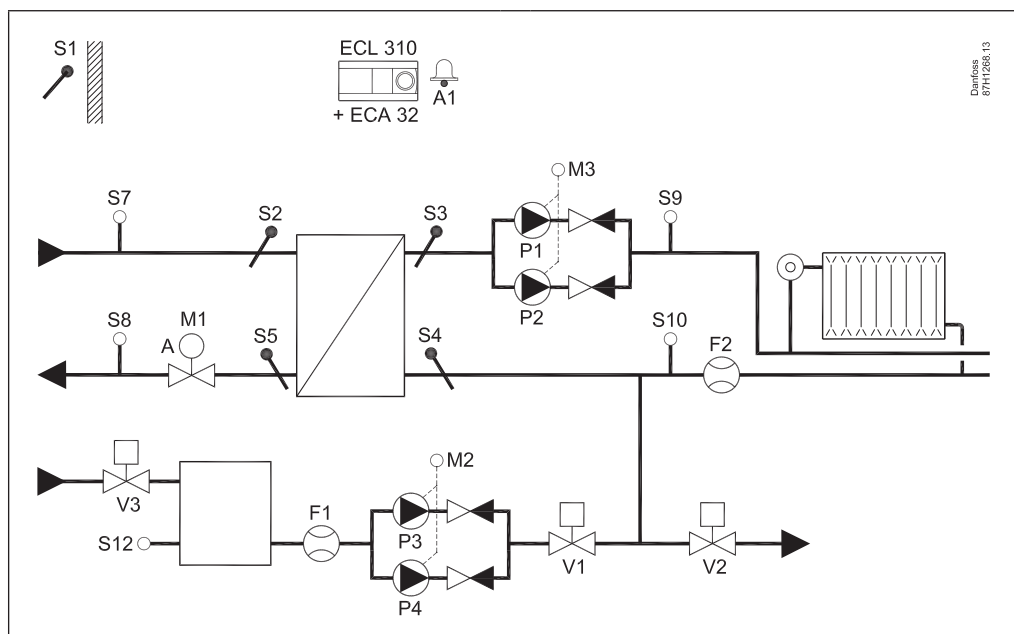 S1
ECL 310
A1
+ ECA 32
Danfoss
87H1268.13
M3
S7
S2
S3
S9
P1
P2
S8
M1
A
S5
S4
S10
F2
M2
V3
F1
P3
S12
V1
V2
P4